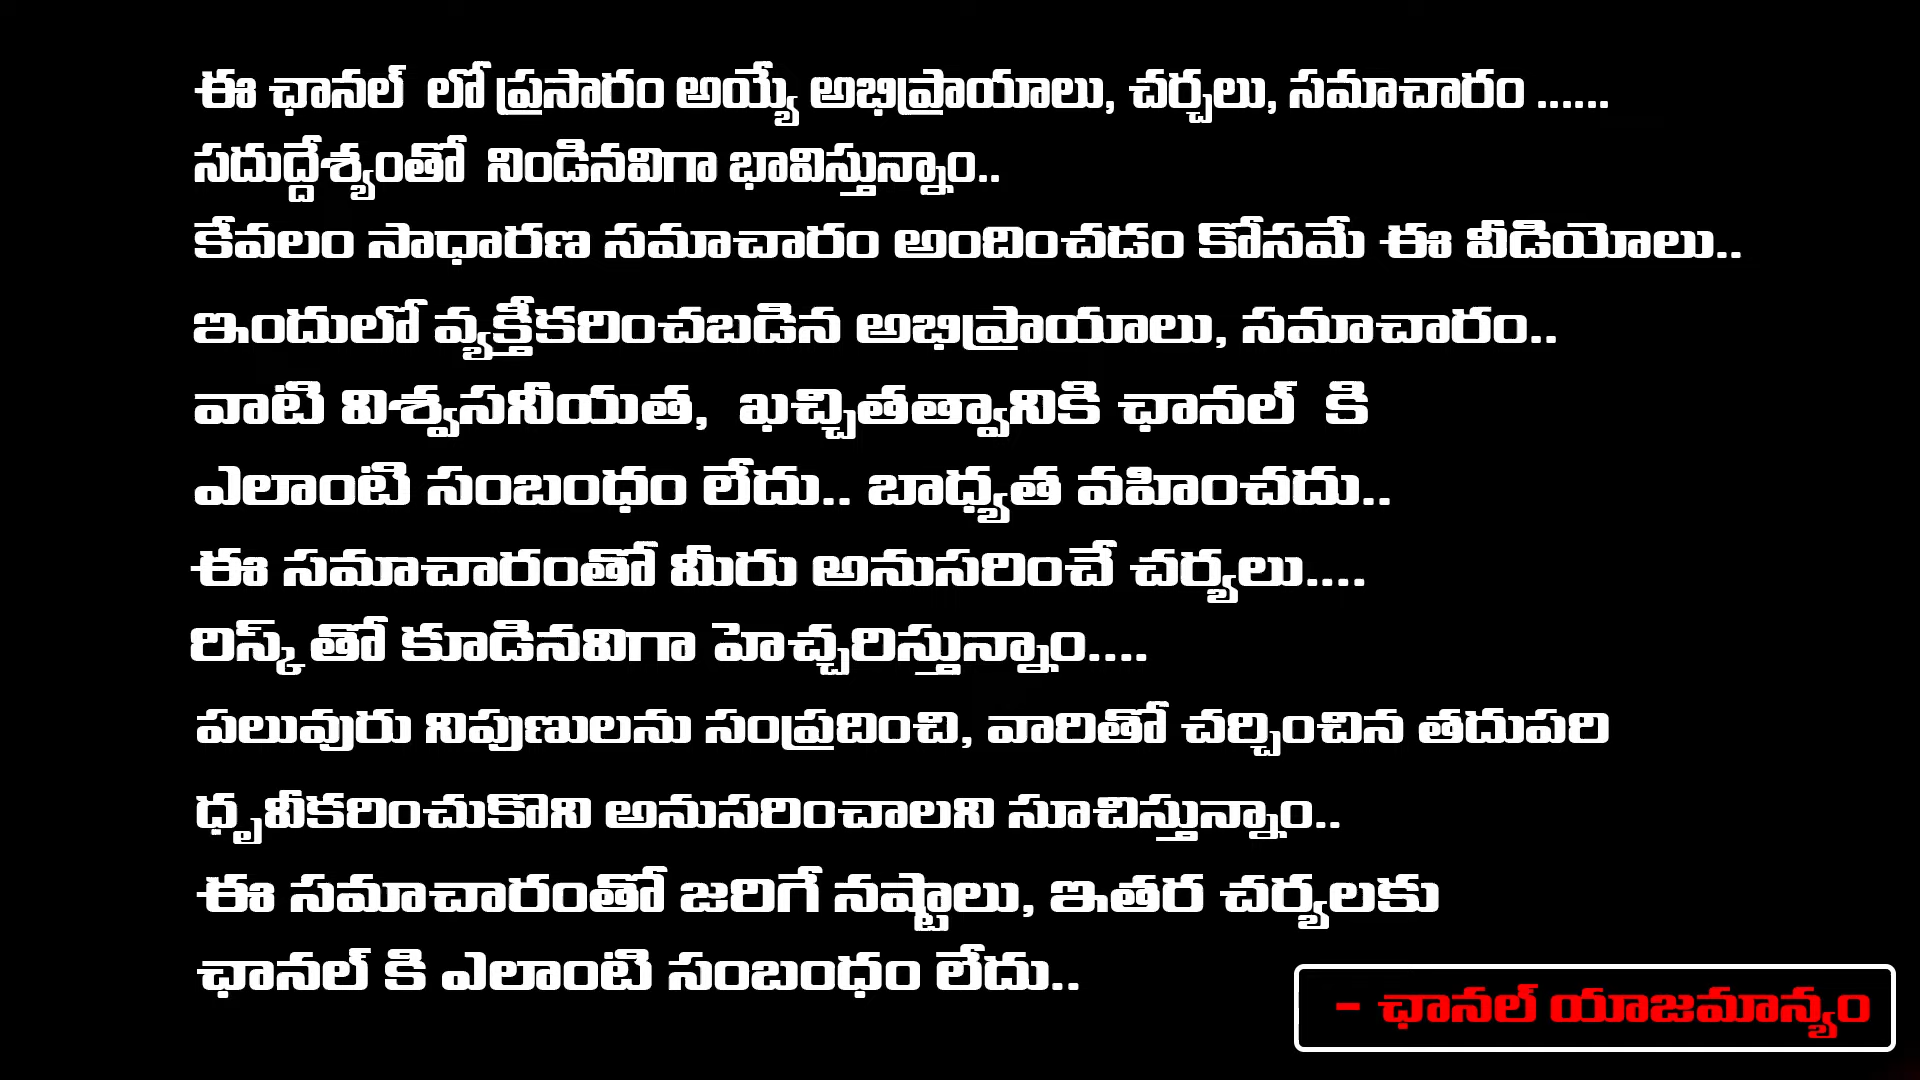 ఈ ఛానల్ లో ప్రసారం అయ్యే అభిప్రాయాలు, చర్చలు, సమాచారం ......
సదుద్దేశ్యంతో నిండినవిగా భావిస్తున్నాం..
కేవలం సాధారణ సమాచారం అందించడం కోసమే ఈ వీడియోలు..
ఇందులో వ్యక్తీకరించబడిన అభిప్రాయాలు, సమాచారం..
వాటి విశ్వసనీయత, ఖచ్చితత్వానికి ఛానల్ కి
ఎలాంటి సంబంధం లేదు.. బాధ్యత వహించదు..
ఈ సమాచారంతో మీరు అనుసరించే చర్యలు....
రిస్క్ తో కూడినవిగా హెచ్చరిస్తున్నాం....
పలువురు నిపుణులను సంప్రదించి, వారితో చర్చించిన తదుపరి
ధృవీకరించుకొని అనుసరించాలని సూచిస్తున్నాం..
ఈ సమాచారంతో జరిగే నష్టాలు, ఇతర చర్యలకు
ఛానల్ కి ఎలాంటి సంబంధం లేదు..
- ఛానల్ యాజమాన్యం